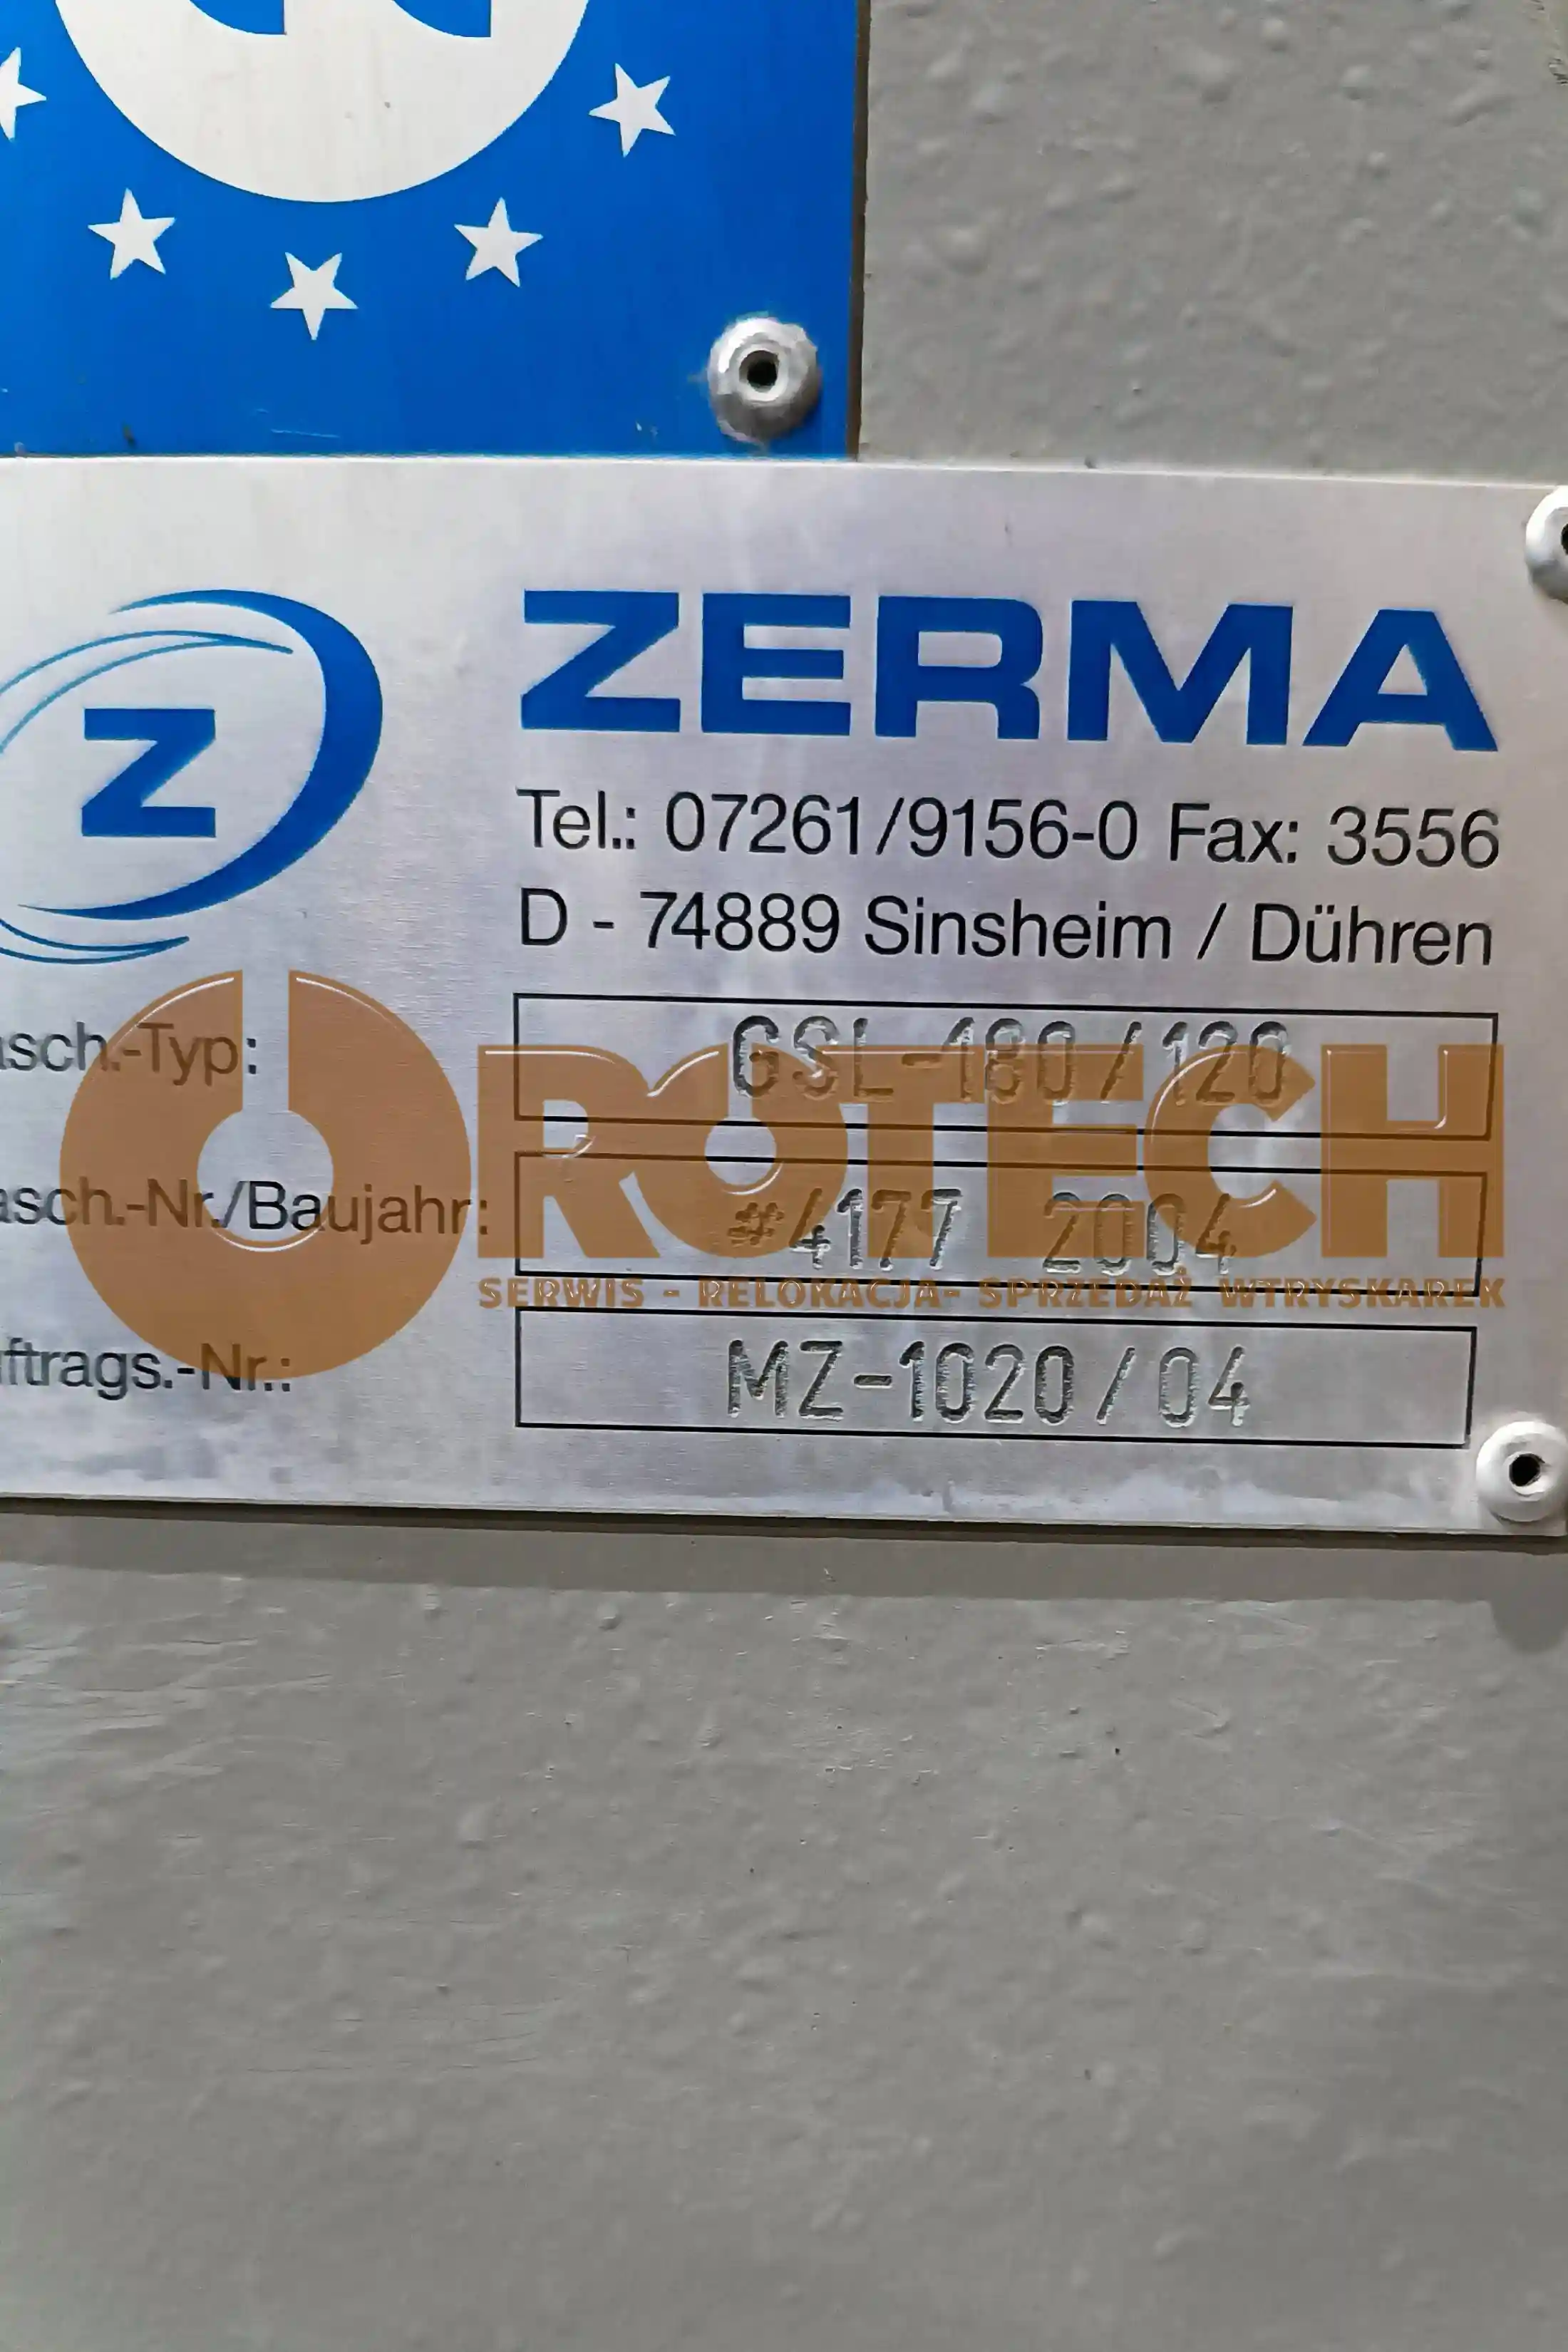 Z
ZERMA
Tel.: 07261/9156-0 Fax: 3556
D - 74889 Sinsheim / Dühren
asch.-Typ: GSL-180/120
asch.-Nr./Baujahr: #4177 2004
ftrags.-Nr.: MZ-1020/04
ROTECH
SERWIS - RELOKACJA- SPRZEDAŻ WTRYSKAREK